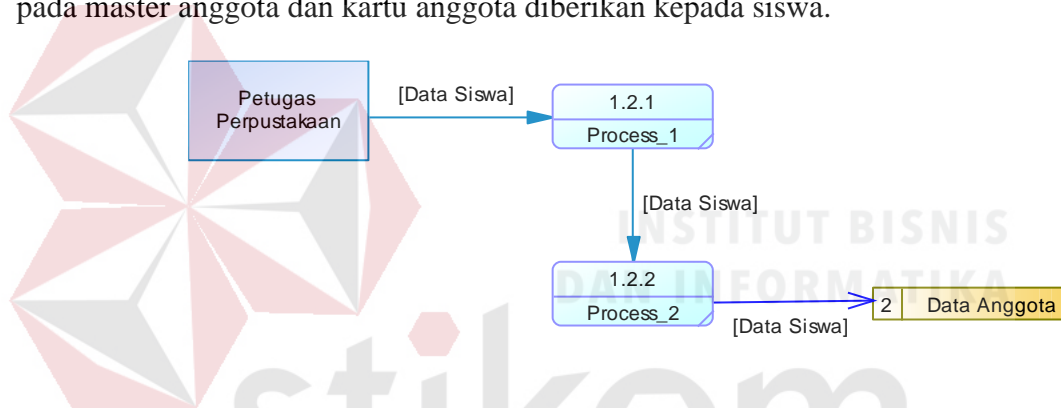 pada master anggota dan kartu anggota diberikan kepada siswa.
Petugas
Perpustakaan
[Data Siswa]
1.2.1
Process_1
[Data Siswa]
INSTITUT BISNIS
DAN INFORMATIKA
1.2.2
Process_2
[Data Siswa]
2 Data Anggota
stikom